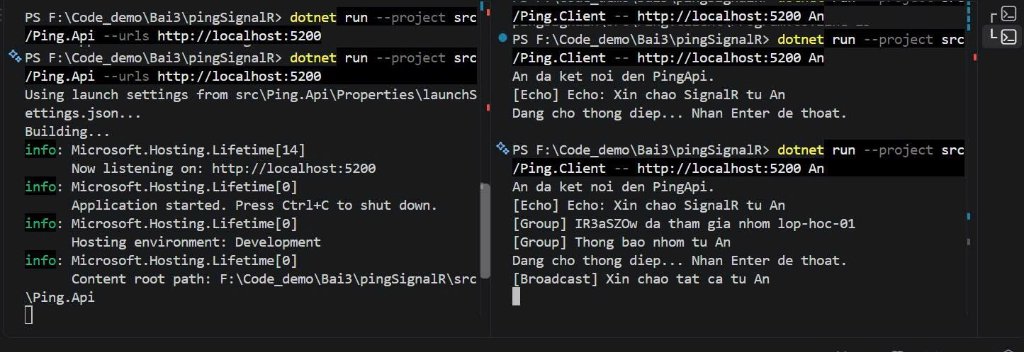 PS F:\Code_demo\Bai3\pingSignalR> dotnet run --project src
/Ping.Api --urls http://localhost:5200
PS F:\Code_demo\Bai3\pingSignalR> dotnet run --project src
/Ping.Api --urls http://localhost:5200
Using launch settings from src\Ping.Api\Properties\launchS
ettings.json...
Building...
info: Microsoft.Hosting.Lifetime[14]
Now listening on: http://localhost:5200
info: Microsoft.Hosting.Lifetime[0]
Application started. Press Ctrl+C to shut down.
info: Microsoft.Hosting.Lifetime[0]
Hosting environment: Development
info: Microsoft.Hosting.Lifetime[0]
Content root path: F:\Code_demo\Bai3\pingSignalR\src
\Ping.Api
/Ping.Client -- http://localhost:5200 An
PS F:\Code_demo\Bai3\pingSignalR> dotnet run --project src
/Ping.Client -- http://localhost:5200 An
An da ket noi den PingApi.
[Echo] Echo: Xin chao SignalR tu An
Dang cho thong diep... Nhan Enter de thoat.
PS F:\Code_demo\Bai3\pingSignalR> dotnet run --project src
/Ping.Client -- http://localhost:5200 An
An da ket noi den PingApi.
[Echo] Echo: Xin chao SignalR tu An
[Group] IR3aSZOw da tham gia nhom lop-hoc-01
[Group] Thong bao nhom tu An
Dang cho thong diep... Nhan Enter de thoat.
[Broadcast] Xin chao tat ca tu An